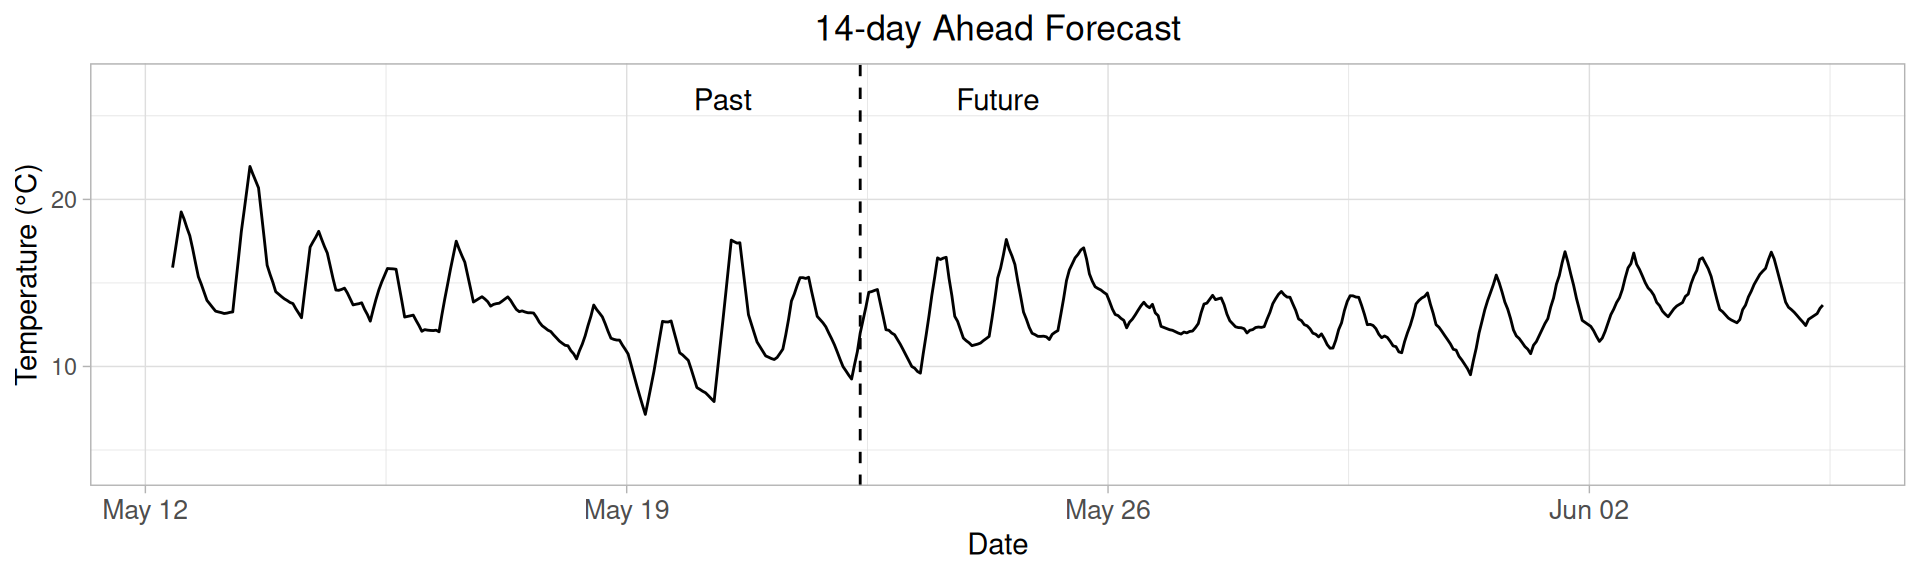 14-day Ahead Forecast
Past
Future
Temperature (°C)
20
10
May 12
May 19
May 26
Jun 02
Date